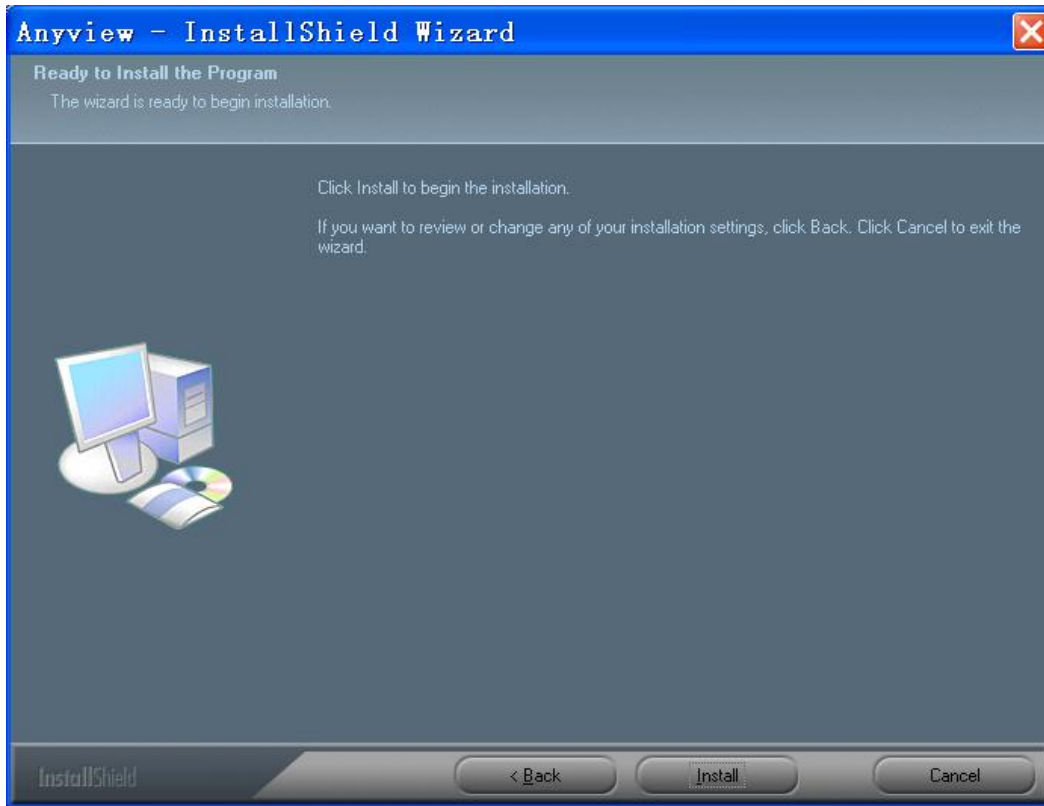 Anyview - InstallShield Wizard
Ready to Install the Program
The wizard is ready to begin installation.
Click Install to begin the installation.
If you want to review or change any of your installation settings, click Back. Click Cancel to exit the
wizard.
InstallShield
< Back
Install
Cancel